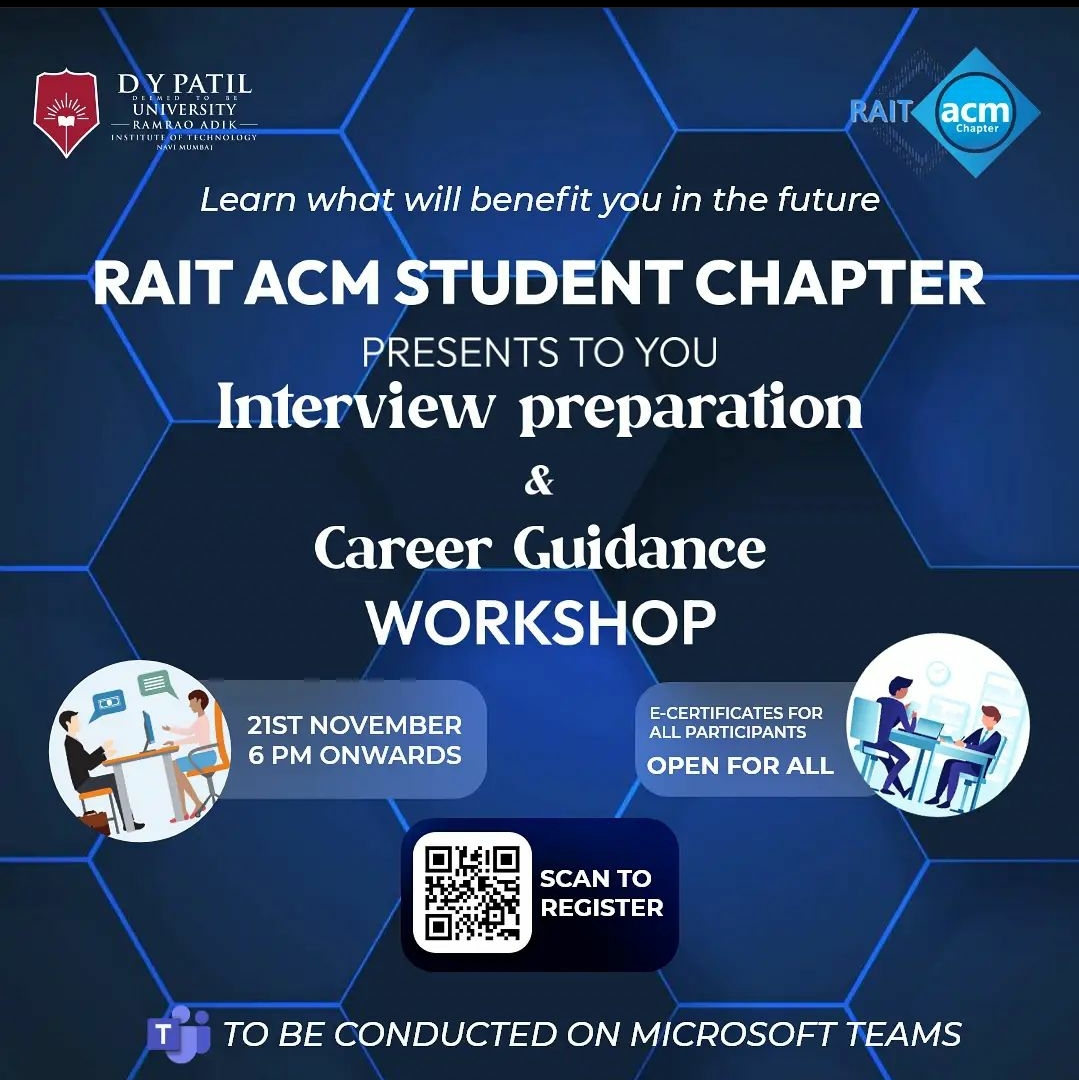 D Y PATIL
DEEMED TO BE
UNIVERSITY
RAMRAO ADIK
INSTITUTE OF TECHNOLOGY
NAVI MUMBAI
RAIT acm
Chapter
Learn what will benefit you in the future
RAIT ACM STUDENT CHAPTER
PRESENTS TO YOU
Interview preparation
&
Career Guidance
WORKSHOP
21ST NOVEMBER
6 PM ONWARDS
E-CERTIFICATES FOR
ALL PARTICIPANTS
OPEN FOR ALL
SCAN TO
REGISTER
T TO BE CONDUCTED ON MICROSOFT TEAMS